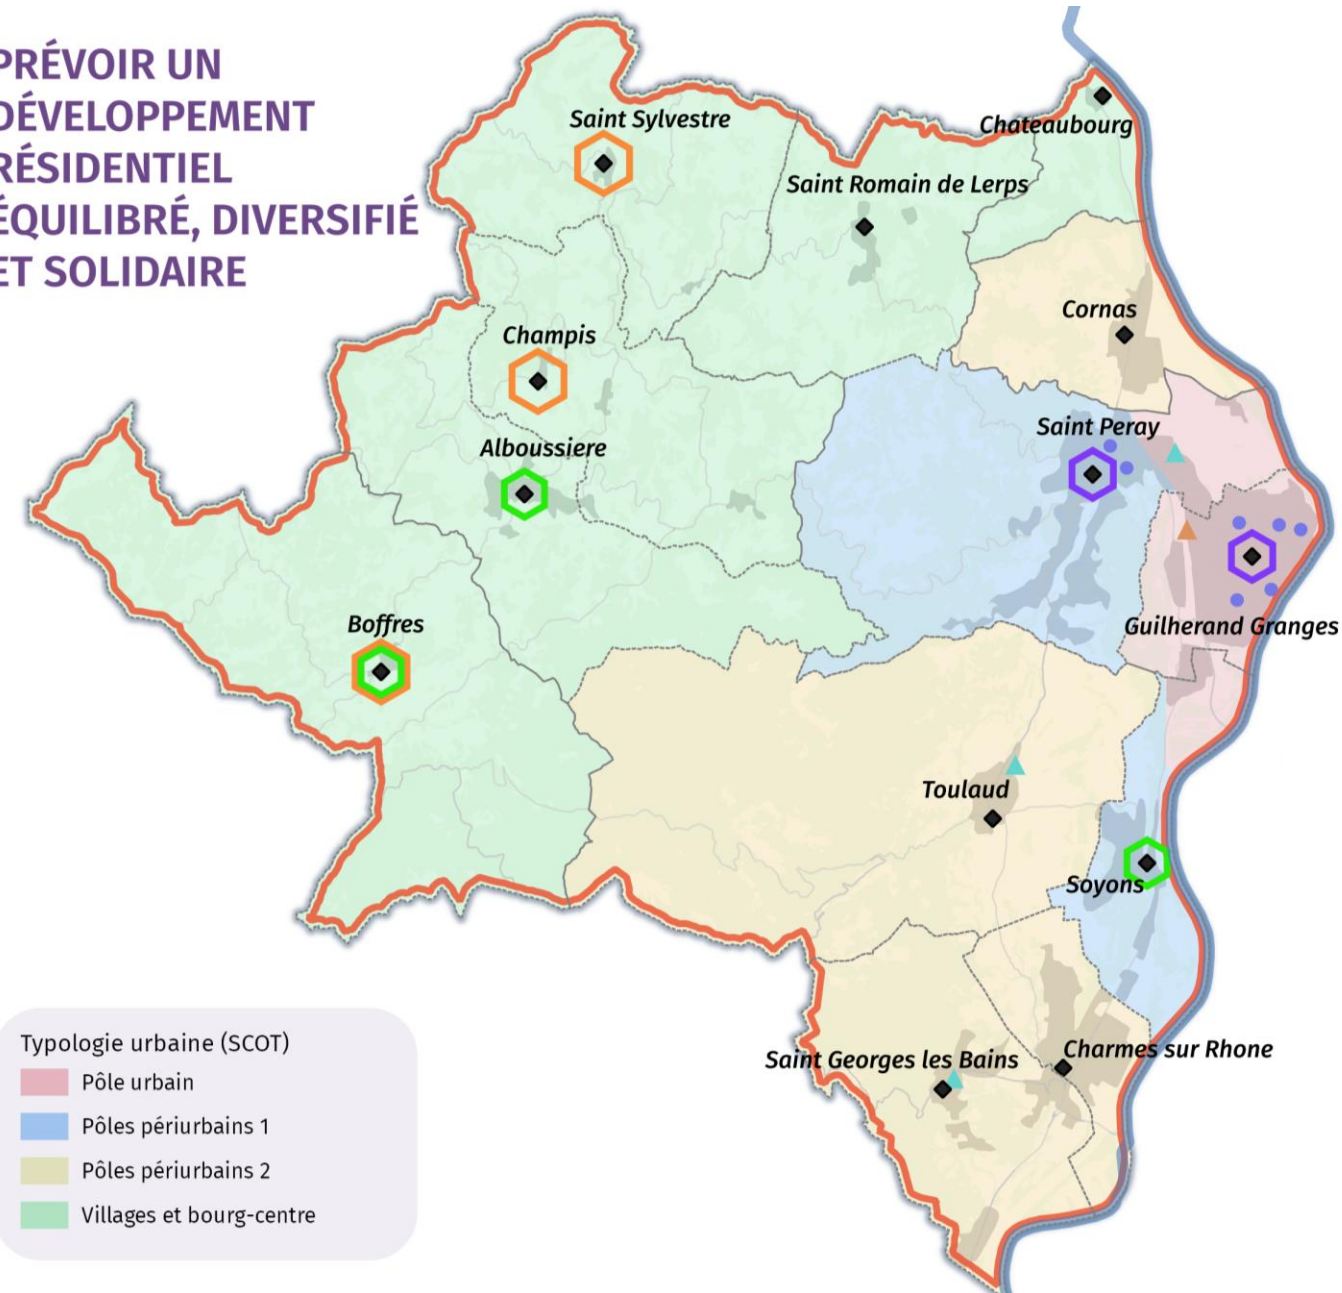 PRÉVOIR UN
DÉVELOPPEMENT
RÉSIDENTIEL
ÉQUILIBRÉ, DIVERSIFIÉ
ET SOLIDAIRE
Saint Sylvestre
Chateaubourg
Saint Romain de Lerps
Cornas
Champis
Saint Peray
Alboussiere
Boffres
Guilherand Granges
Toulaud
Soyons
Saint Georges les Bains
Charmes sur Rhone
Typologie urbaine (SCOT)
Pôle urbain
Pôles périurbains 1
Pôles périurbains 2
Villages et bourg-centre